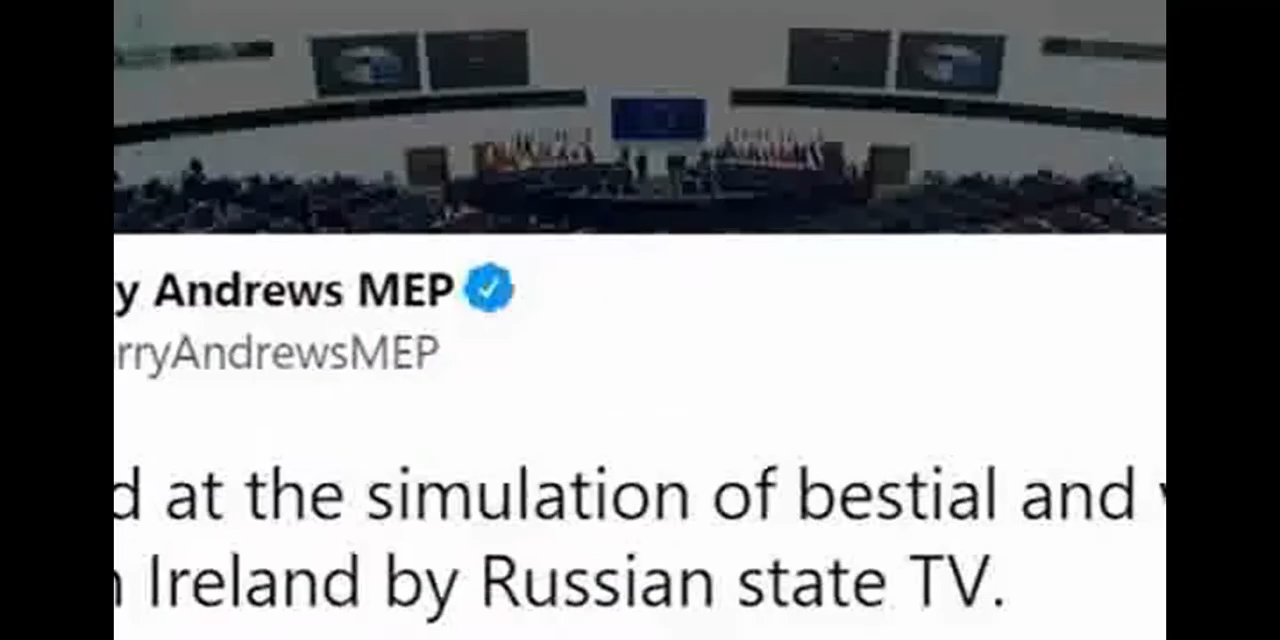 y Andrews MEP
rryAndrewsMEP
d at the simulation of bestial and
Ireland by Russian state TV.